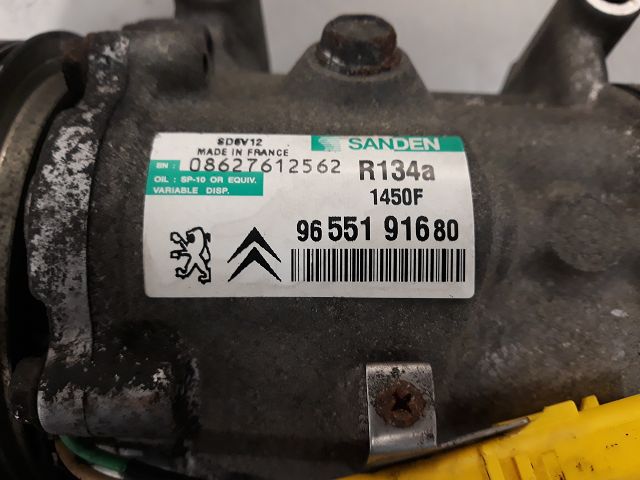 SD6V12
MADE IN FRANCE
SANDEN
SN : 08627612562
R134a
OIL : SP-10 OR EQUIV.
VARIABLE DISP.
1450F
96 551 916 80